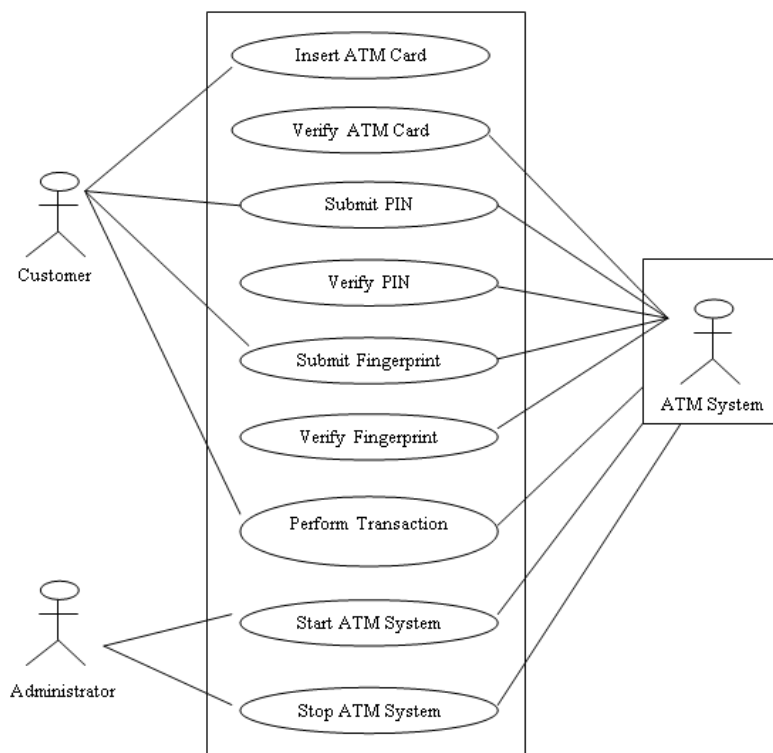 Insert ATM Card
Verify ATM Card
Submit PIN
Customer
Verify PIN
Submit Fingerprint
ATM System
Verify Fingerprint
Perform Transaction
Start ATM System
Administrator
Stop ATM System